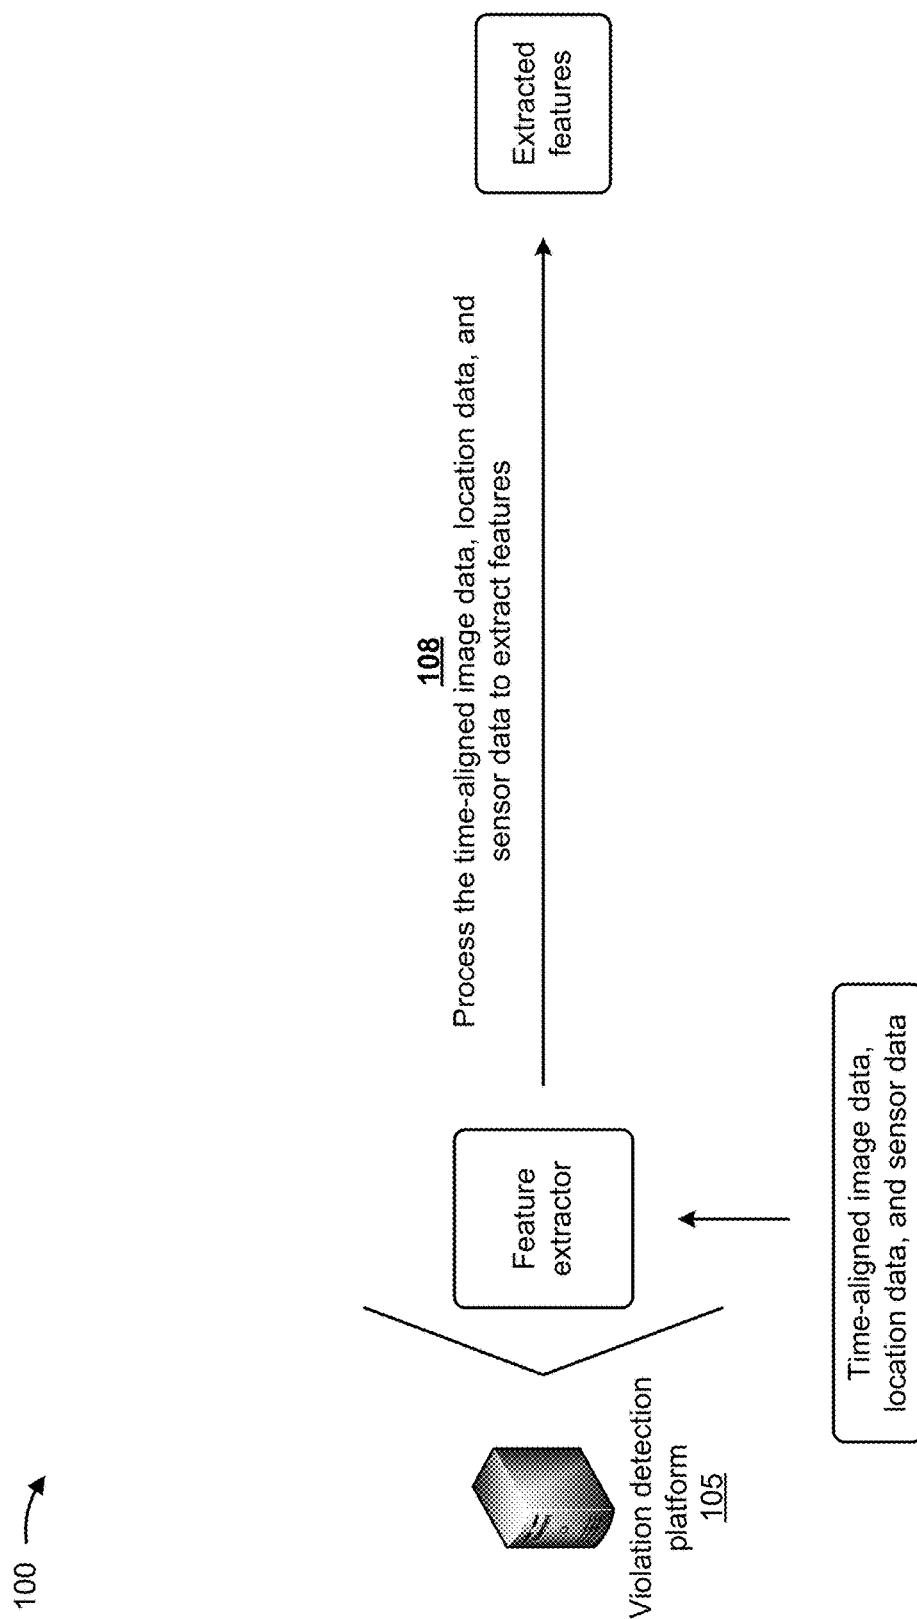 100
108
Process the time-aligned image data, location data, and
sensor data to extract features
Feature
extractor
Extracted
features
Violation detection
platform
105
Time-aligned image data,
location data, and sensor data